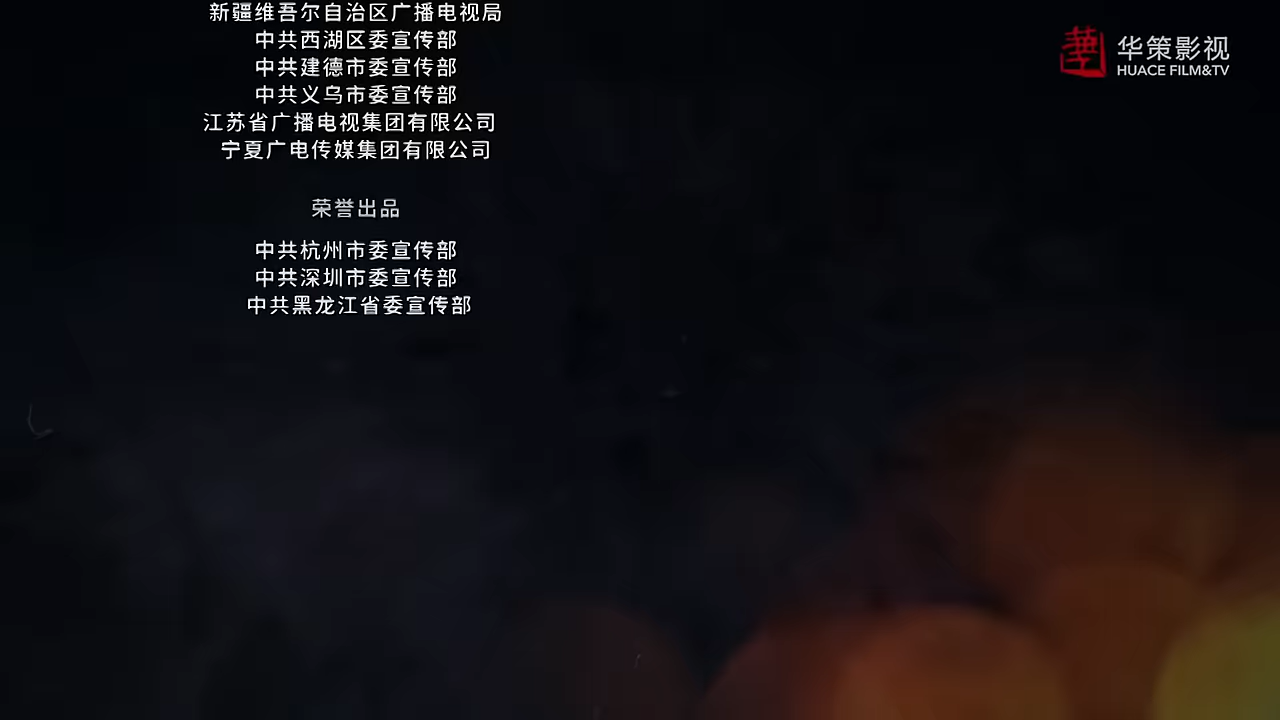 新疆维吾尔自治区广播电视局
中共西湖区委宣传部
中共建德市委宣传部
中共义乌市委宣传部
江苏省广播电视集团有限公司
宁夏广电传媒集团有限公司
荣誉出品
中共杭州市委宣传部
中共深圳市委宣传部
中共黑龙江省委宣传部
華
华策影视
HUACE FILM&TV